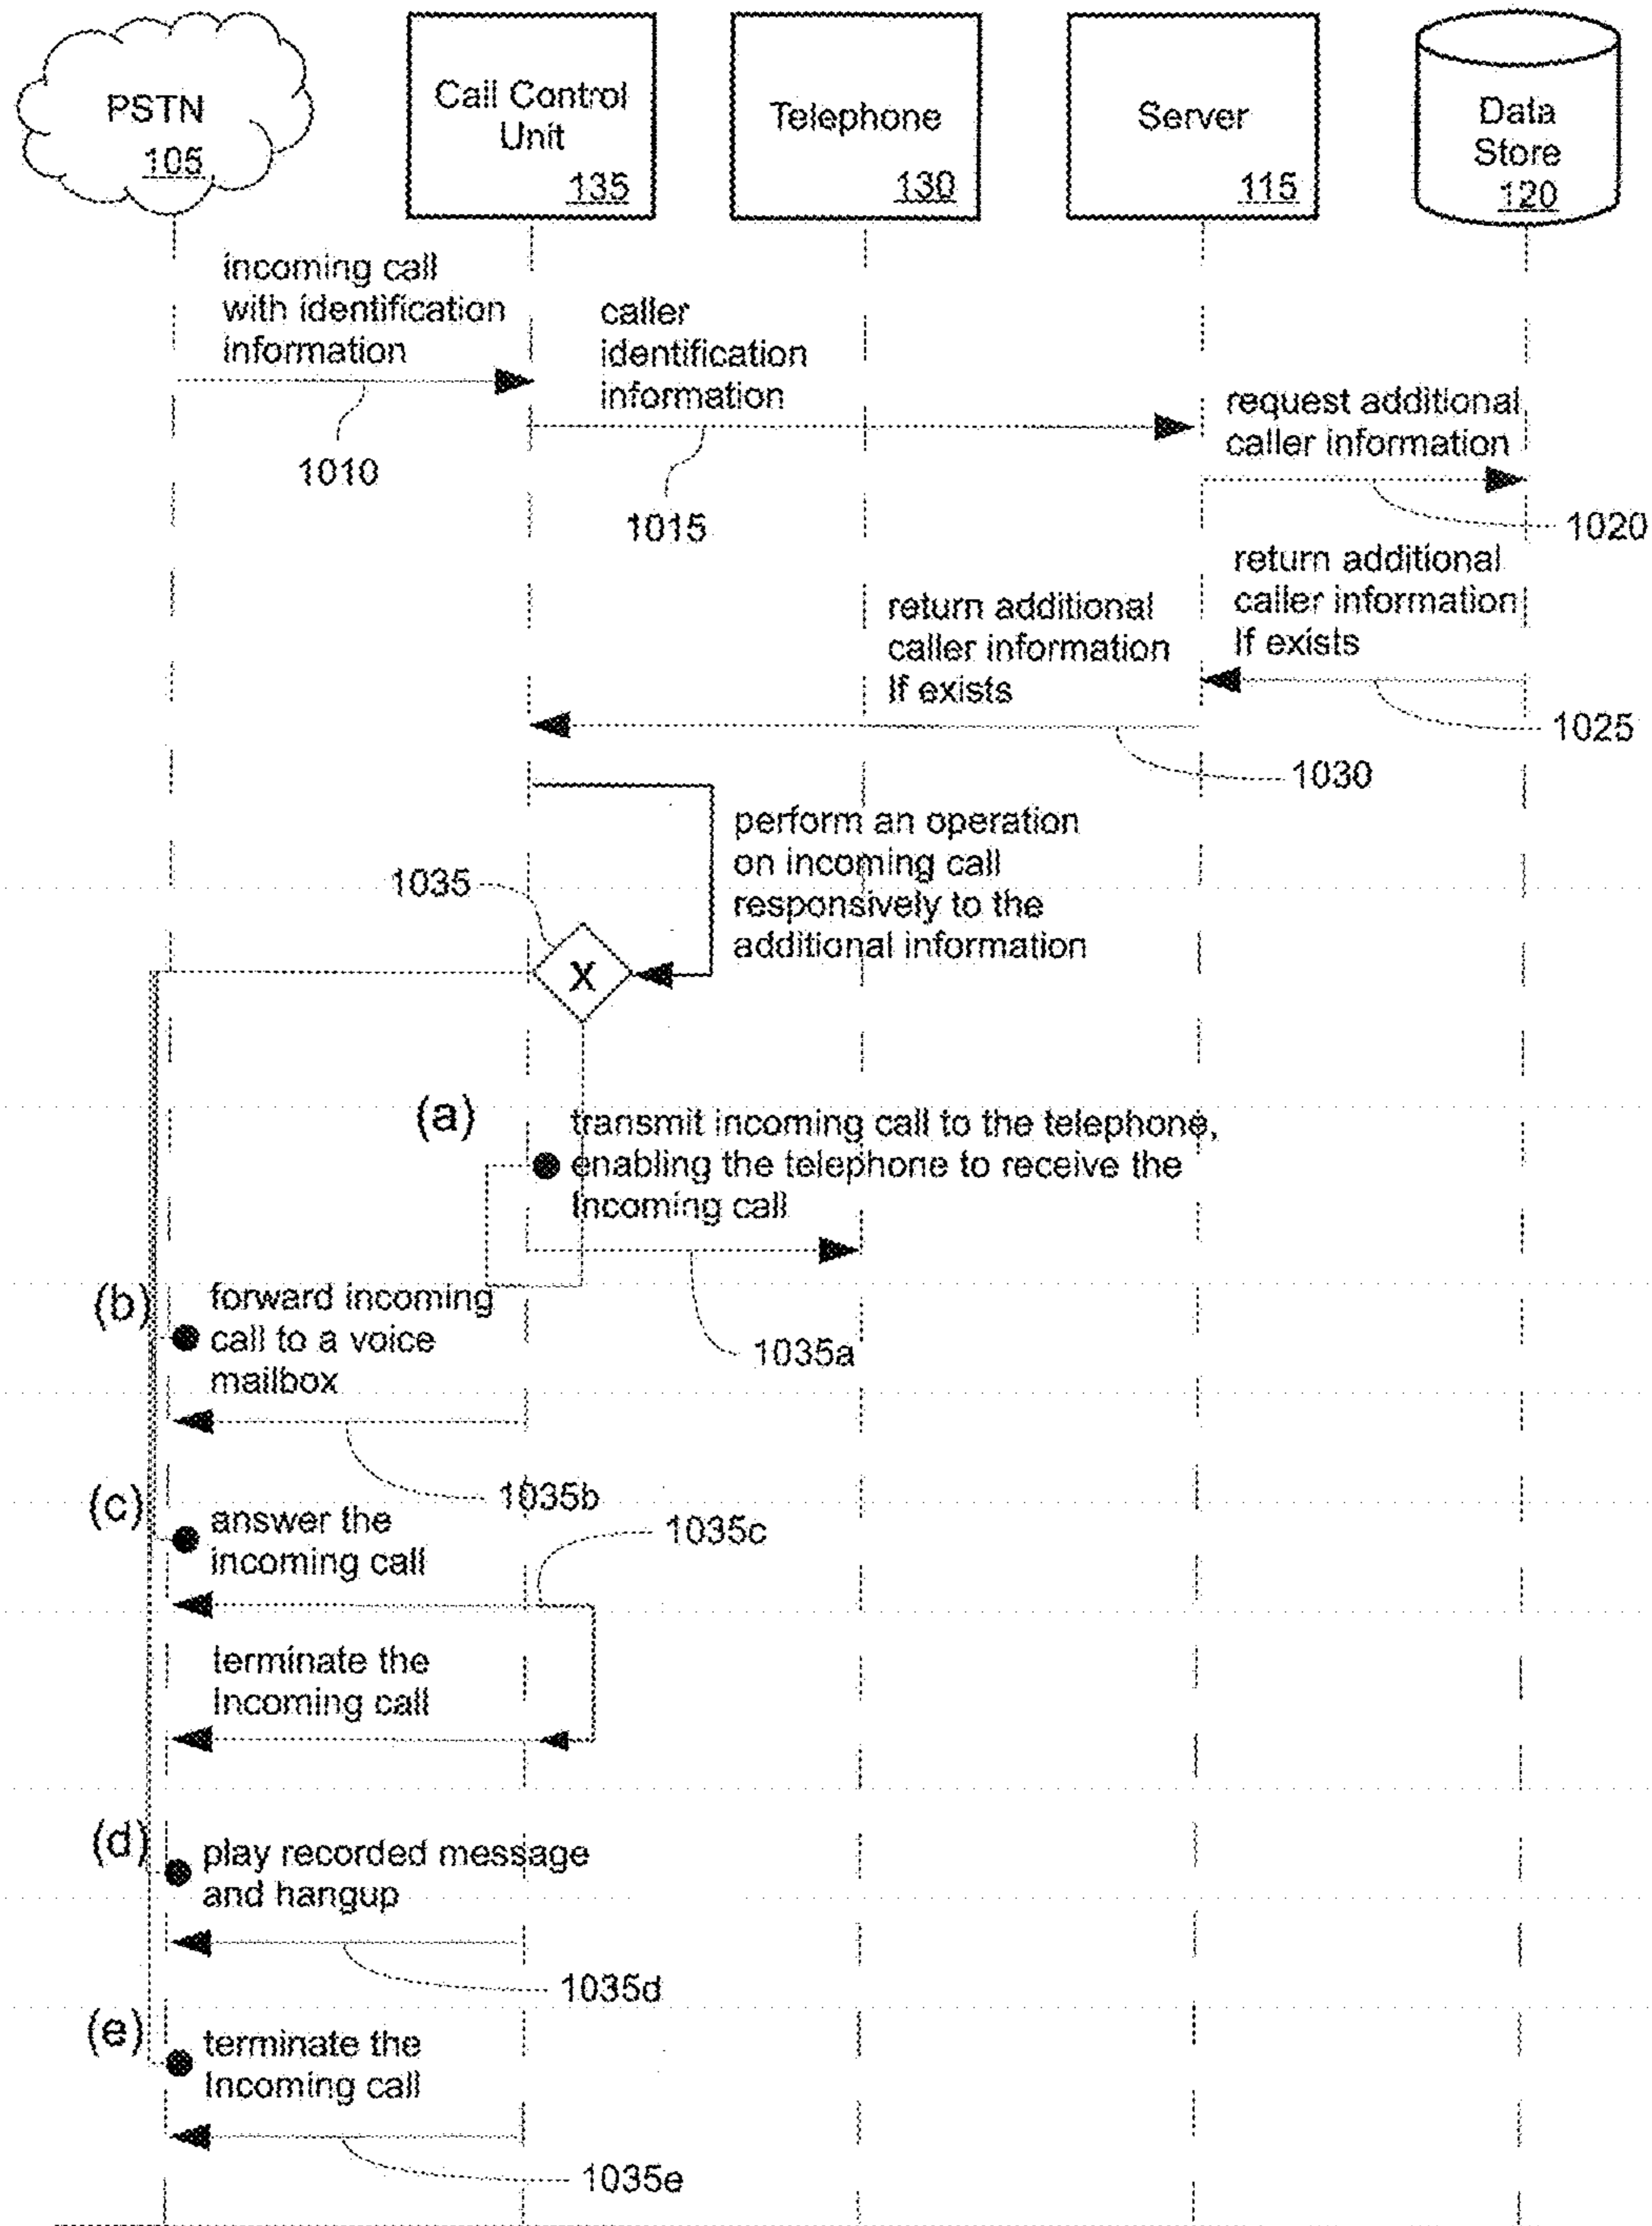 PSTN
105
Call Control
Unit
135
Telephone
130
Server
115
Data
Store
120
incoming call
with identification
information
1010
caller
identification
information
1015
request additional
caller information
1020
return additional
caller information
If exists
1025
return additional
caller information
If exists
1030
perform an operation
on incoming call
responsively to the
additional information
1035
X
(a)
transmit incoming call to the telephone,
enabling the telephone to receive the
Incoming call
1035a
(b)
forward incoming
call to a voice
mailbox
1035b
(c)
answer the
incoming call
1035c
terminate the
Incoming call
(d)
play recorded message
and hangup
1035d
(e)
terminate the
Incoming call
1035e